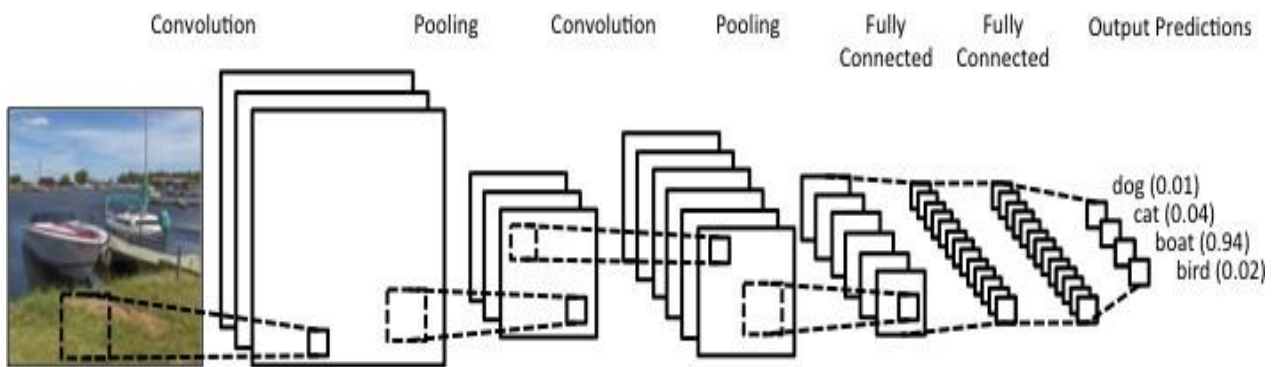 Convolution
Pooling
Convolution
Pooling
Fully
Connected
Fully
Connected
Output Predictions
dog (0.01)
cat (0.04)
boat (0.94)
bird (0.02)